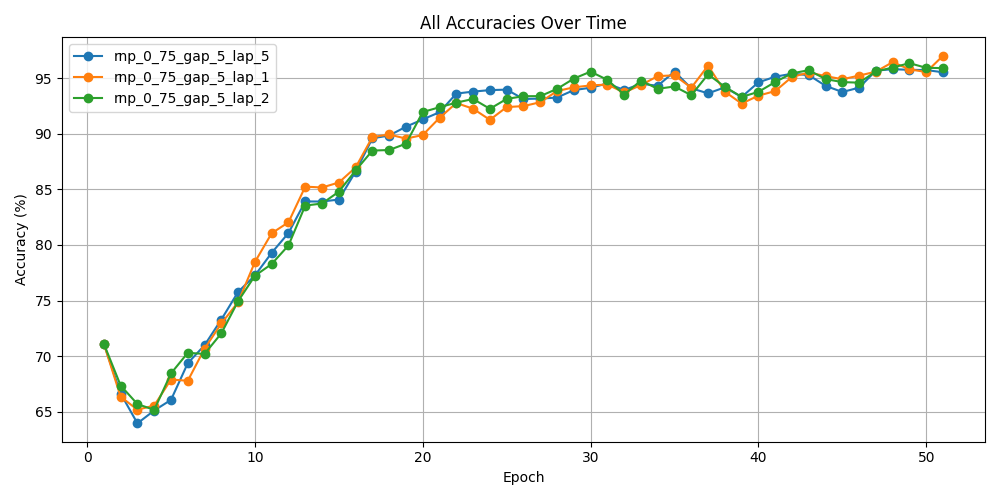 All Accuracies Over Time
rnp_0_75_gap_5_lap_5
rnp_0_75_gap_5_lap_1
rnp_0_75_gap_5_lap_2
Accuracy (%)
95
90
85
80
75
70
65
0 10 20 30 40 50
Epoch